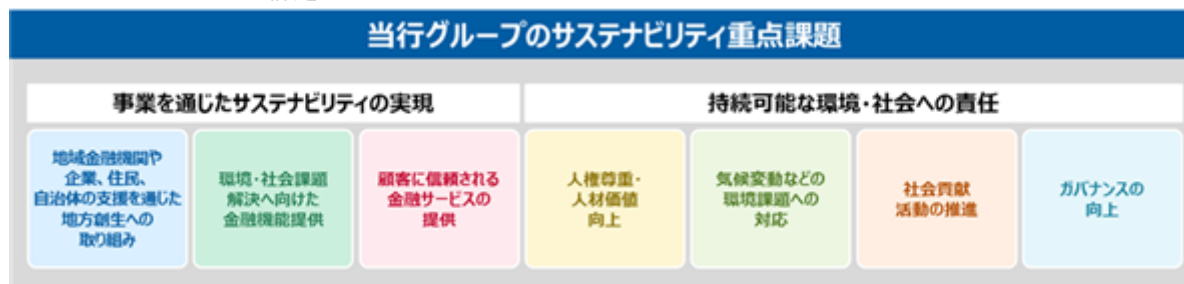 当行グループのサステナビリティ重点課題
事業を通じたサステナビリティの実現
持続可能な環境・社会への責任
地域金融機関や
企業、住民、
自治体の支援を通じた
地方創生への
取り組み
環境・社会課題
解決へ向けた
金融機能提供
顧客に信頼される
金融サービスの
提供
人権尊重・
人材価値
向上
気候変動などの
環境課題への
対応
社会貢献
活動の推進
ガバナンスの
向上